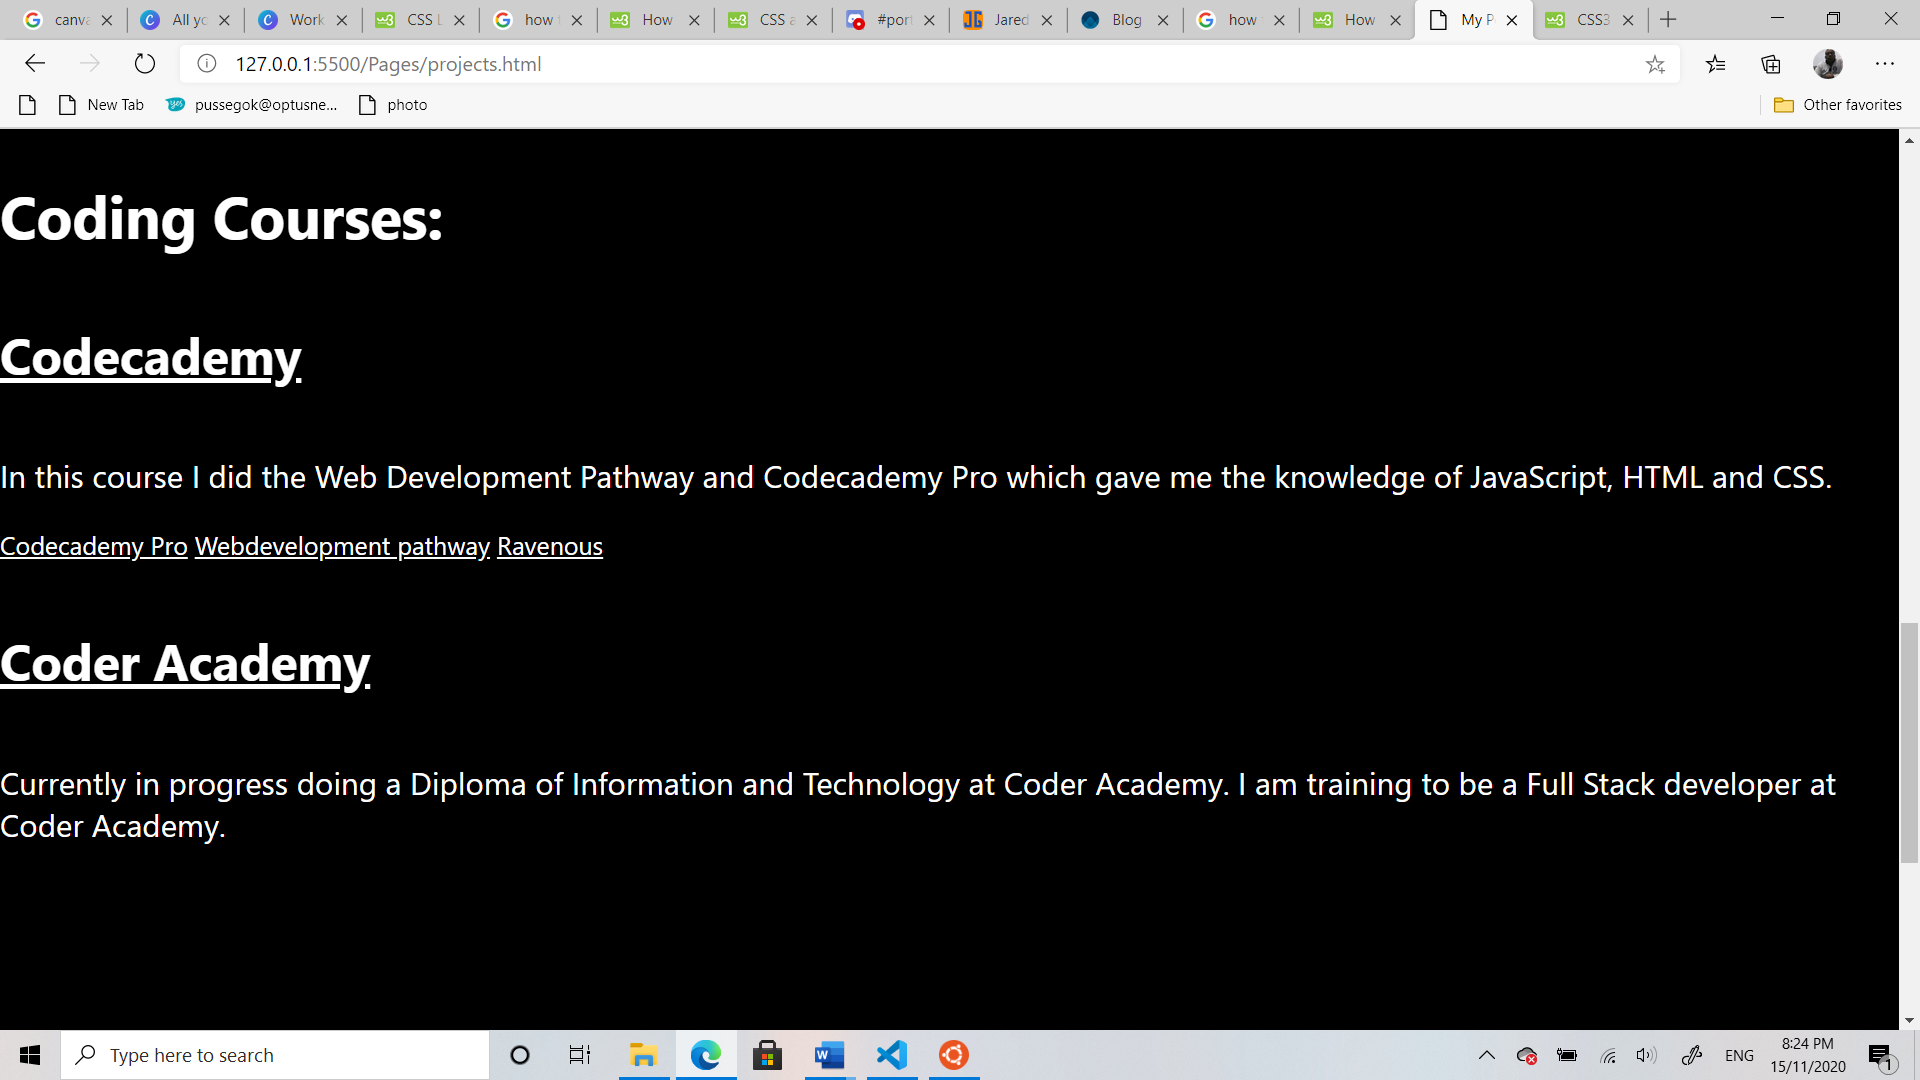 canva
All yo
Work
CSS L
how t
How
CSS a
#port
Jared
Blog
how
How
My P
CSS3
127.0.0.1:5500/Pages/projects.html
New Tab
pussegok@optusne...
photo
Other favorites
Coding Courses:
Codecademy
In this course I did the Web Development Pathway and Codecademy Pro which gave me the knowledge of JavaScript, HTML and CSS.
Codecademy Pro Webdevelopment pathway Ravenous
Coder Academy
Currently in progress doing a Diploma of Information and Technology at Coder Academy. I am training to be a Full Stack developer at
Coder Academy.
Type here to search
ENG
8:24 PM
15/11/2020
1